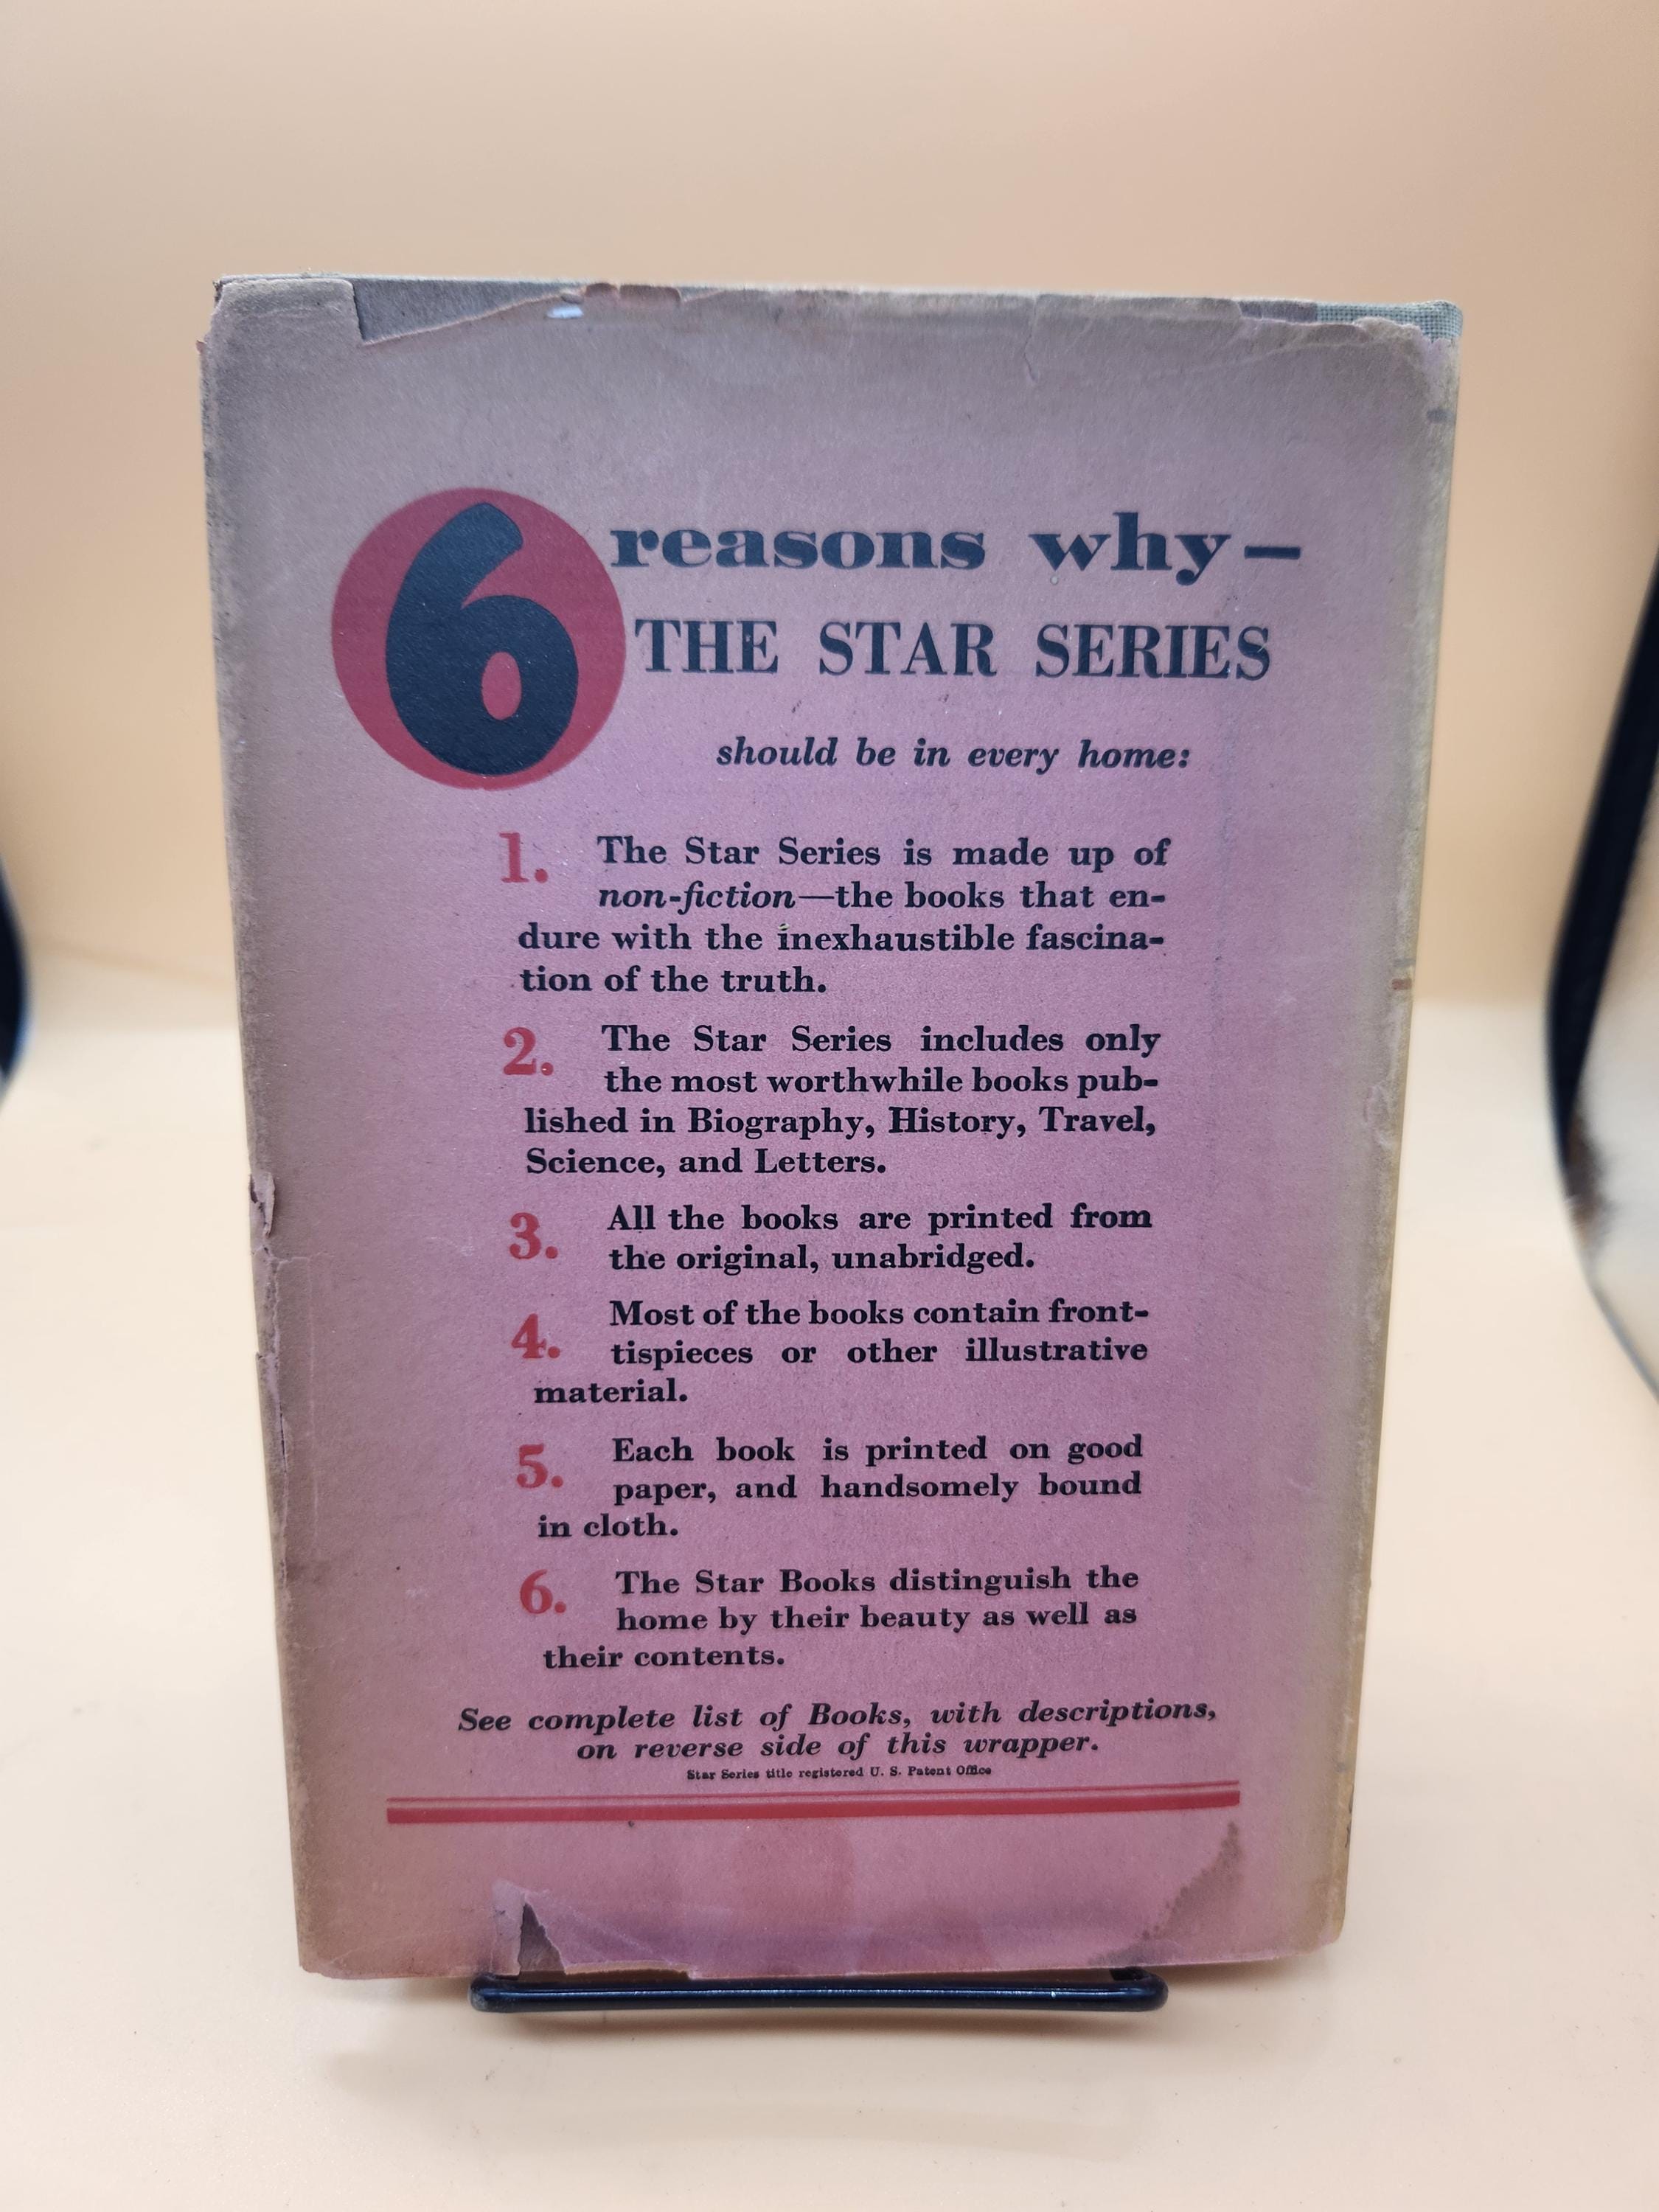 6 reasons why—
THE STAR SERIES
should be in every home:
1. The Star Series is made up of
non-fiction—the books that en-
dure with the inexhaustible fascina-
tion of the truth.
2. The Star Series includes only
the most worthwhile books pub-
lished in Biography, History, Travel,
Science, and Letters.
3. All the books are printed from
the original, unabridged.
4. Most of the books contain front-
tispieces or other illustrative
material.
5. Each book is printed on good
paper, and handsomely bound
in cloth.
6. The Star Books distinguish the
home by their beauty as well as
their contents.
See complete list of Books, with descriptions,
on reverse side of this wrapper.
Star Series title registered U. S. Patent Office